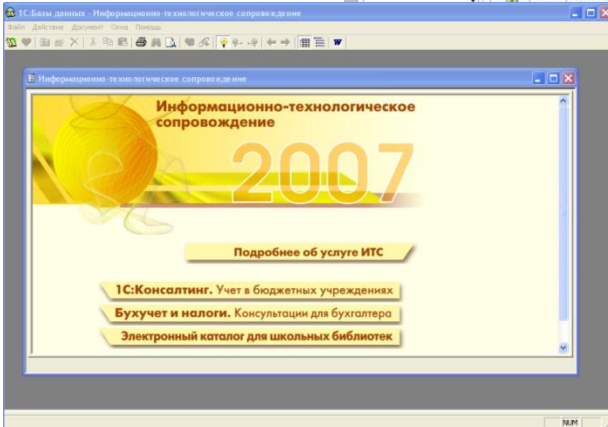 1С:Базы данных - Информационно-технологическое сопровождение
Файл Действия Документ Окна Помощь
W
Информационно-технологическое сопровождение
Информационно-технологическое
сопровождение
2007
Подробнее об услуге ИТС
1С:Консалтинг. Учет в бюджетных учреждениях
Бухучет и налоги. Консультации для бухгалтера
Электронный каталог для школьных библиотек
NUM